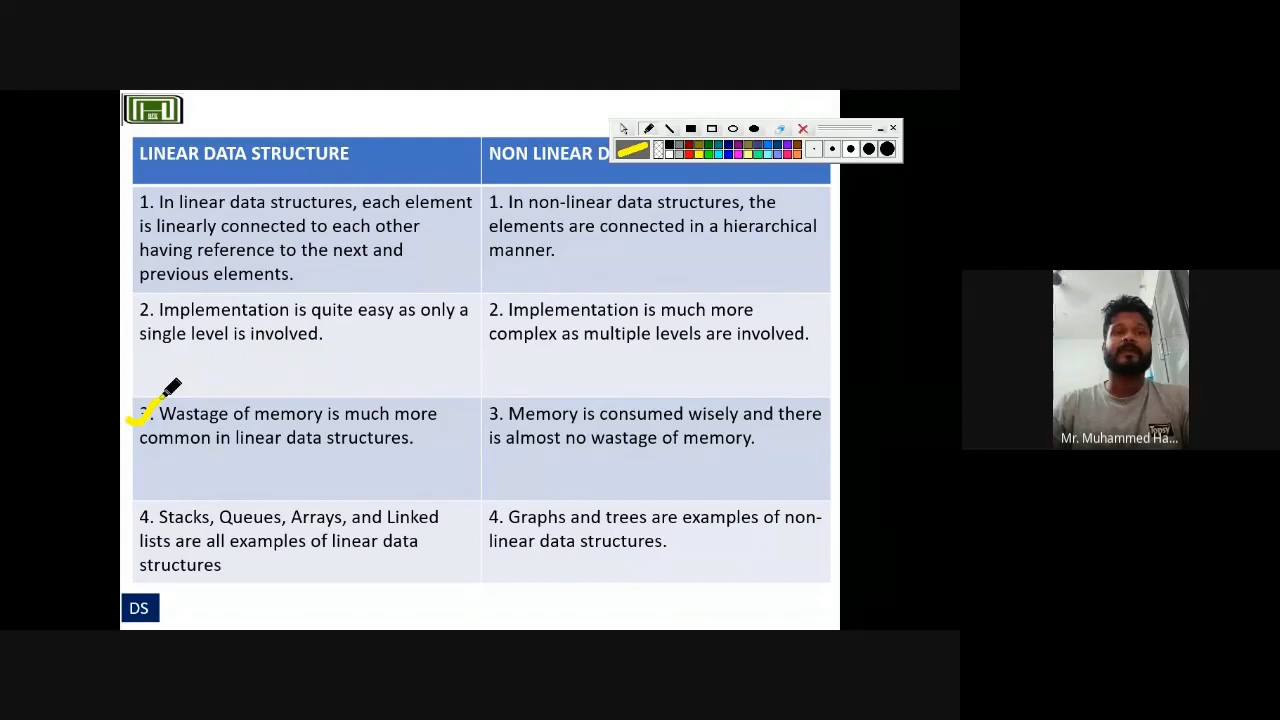 LINEAR DATA STRUCTURE
NON LINEAR D
1. In linear data structures, each element
is linearly connected to each other
having reference to the next and
previous elements.
1. In non-linear data structures, the
elements are connected in a hierarchical
manner.
2. Implementation is quite easy as only a
single level is involved.
2. Implementation is much more
complex as multiple levels are involved.
3. Wastage of memory is much more
common in linear data structures.
3. Memory is consumed wisely and there
is almost no wastage of memory.
4. Stacks, Queues, Arrays, and Linked
lists are all examples of linear data
structures
4. Graphs and trees are examples of non-
linear data structures.
DS
Mr. Muhammed Ha...